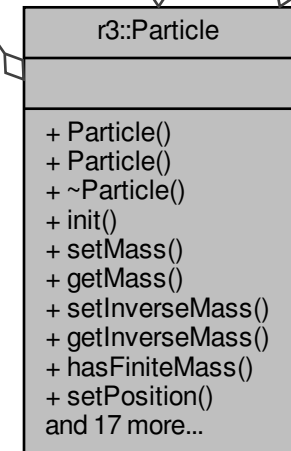 r3::Particle
+ Particle()
+ Particle()
+ ~Particle()
+ init()
+ setMass()
+ getMass()
+ setInverseMass()
+ getInverseMass()
+ hasFiniteMass()
+ setPosition()
and 17 more...